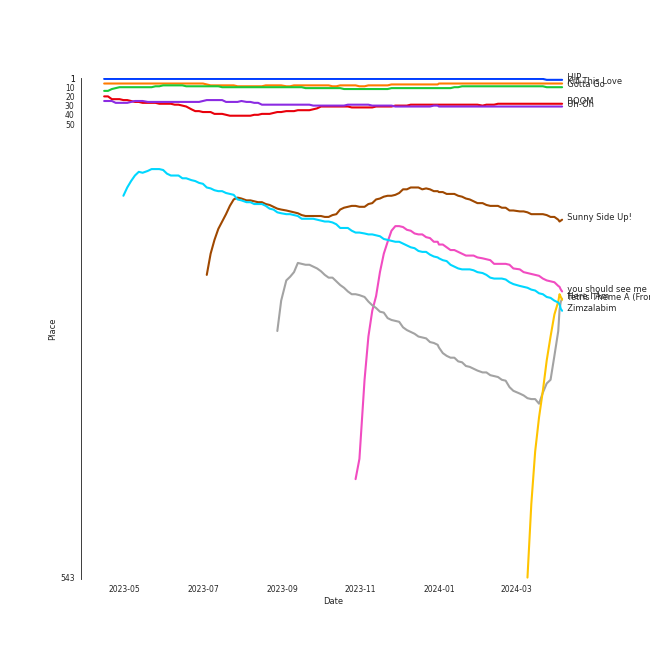 1
10
20
30
40
50
543
Place
2023-05
2023-07
2023-09
2023-11
2024-01
2024-03
Date
HIP
Kill This Love
Gotta Go
BOOM
Uh-Oh
Sunny Side Up!
you should see me
Tetris Theme A (From
Zimzalabim